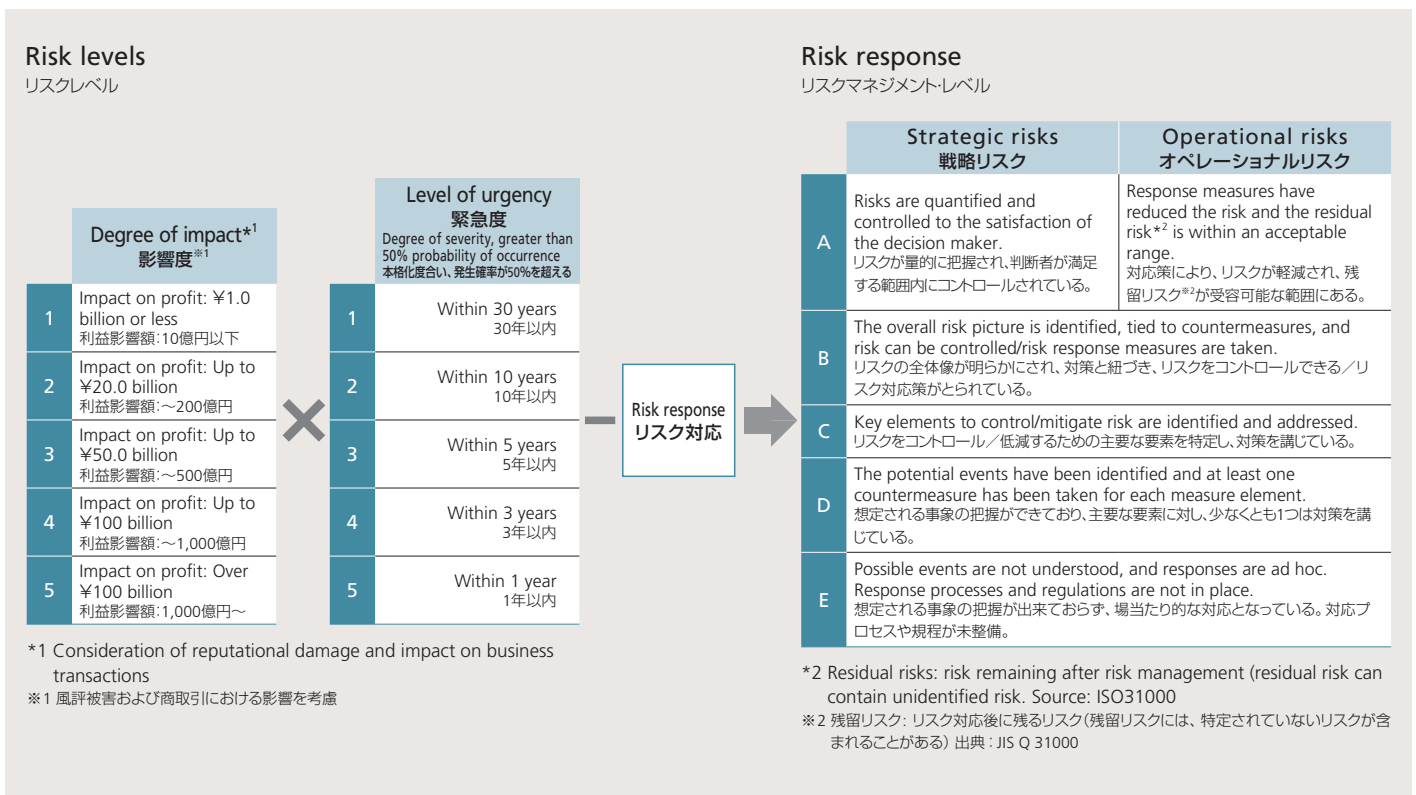 Risk levels
リスクレベル
Degree of impact*1
影響度※1
1
Impact on profit: ¥1.0
billion or less
利益影響額:10億円以下
2
Impact on profit: Up to
¥20.0 billion
利益影響額:～200億円
3
Impact on profit: Up to
¥50.0 billion
利益影響額:～500億円
4
Impact on profit: Up to
¥100 billion
利益影響額:～1,000億円
5
Impact on profit: Over
¥100 billion
利益影響額:1,000億円～
×
Level of urgency
緊急度
Degree of severity, greater than
50% probability of occurrence
本格化度合い、発生確率が50%を超える
1
Within 30 years
30年以内
2
Within 10 years
10年以内
3
Within 5 years
5年以内
4
Within 3 years
3年以内
5
Within 1 year
1年以内
Risk response
リスク対応
*1 Consideration of reputational damage and impact on business
transactions
※1 風評被害および商取引における影響を考慮
Risk response
リスクマネジメント・レベル
Strategic risks
戦略リスク
Operational risks
オペレーショナルリスク
A
Risks are quantified and
controlled to the satisfaction of
the decision maker.
リスクが量的に把握され、判断者が満足
する範囲内にコントロールされている。
Response measures have
reduced the risk and the residual
risk*2 is within an acceptable
range.
対応策により、リスクが軽減され、残
留リスク※2が受容可能な範囲にある。
B
The overall risk picture is identified, tied to countermeasures, and
risk can be controlled/risk response measures are taken.
リスクの全体像が明らかにされ、対策と紐づき、リスクをコントロールできる／リ
スク対応策がとられている。
C
Key elements to control/mitigate risk are identified and addressed.
リスクをコントロール／低減するための主要な要素を特定し、対策を講じている。
D
The potential events have been identified and at least one
countermeasure has been taken for each measure element.
想定される事象の把握ができており、主要な要素に対し、少なくとも1つは対策を講
じている。
E
Possible events are not understood, and responses are ad hoc.
Response processes and regulations are not in place.
想定される事象の把握が出来ておらず、場当たり的な対応となっている。対応プ
ロセスや規程が未整備。
*2 Residual risks: risk remaining after risk management (residual risk can
contain unidentified risk. Source: ISO31000
※2 残留リスク: リスク対応後に残るリスク(残留リスクには、特定されていないリスクが含
まれることがある) 出典：JIS Q 31000